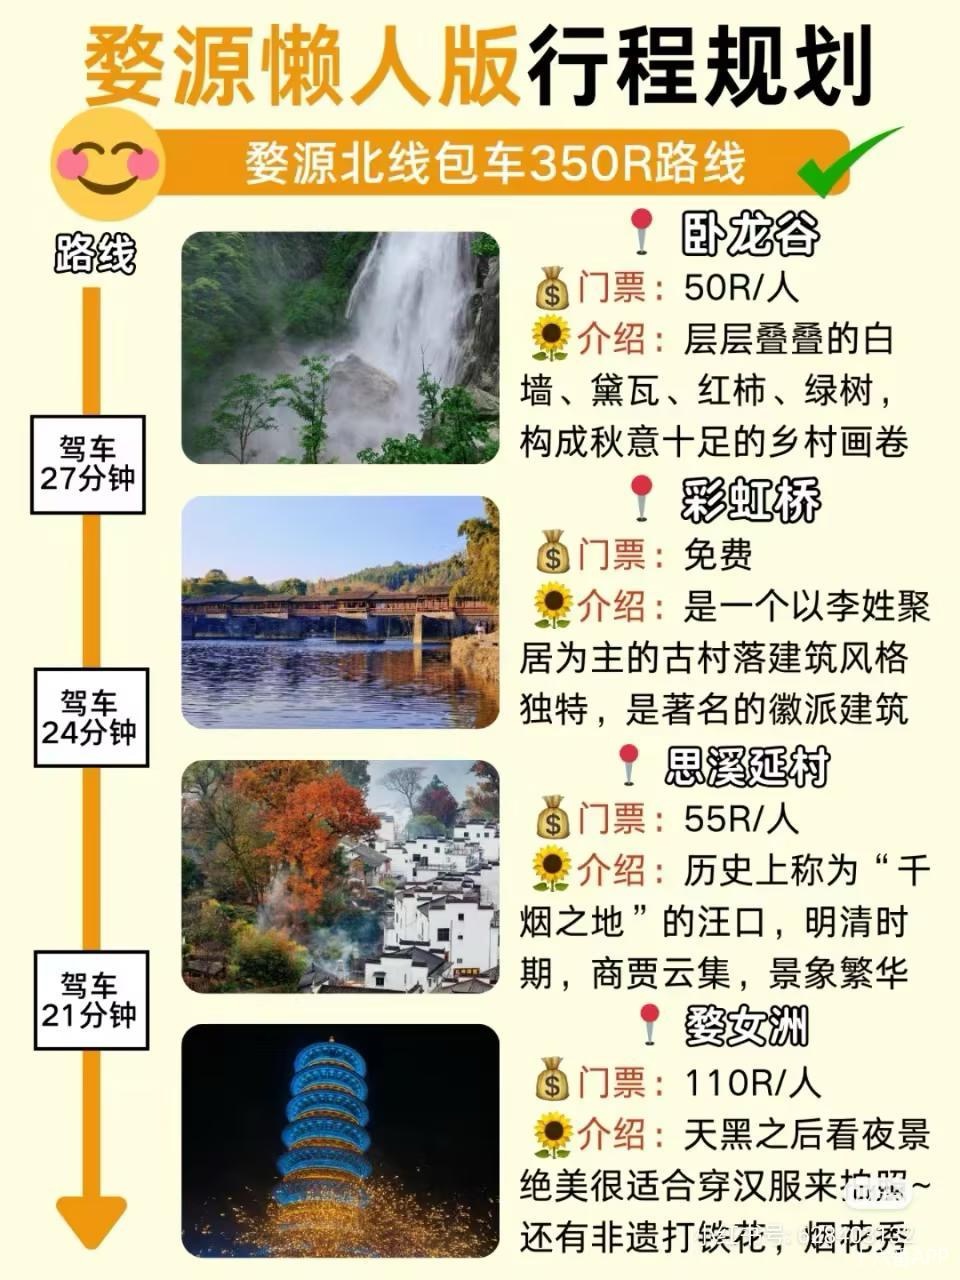 婺源懒人版行程规划
婺源北线包车350R路线
路线
卧龙谷
门票：50R/人
介绍：层层叠叠的白
墙、黛瓦、红柿、绿树，
构成秋意十足的乡村画卷
驾车
27分钟
彩虹桥
门票：免费
介绍：是一个以李姓聚
居为主的古村落建筑风格
独特，是著名的徽派建筑
驾车
24分钟
思溪延村
门票：55R/人
介绍：历史上称为“千
烟之地”的汪口，明清时
期，商贾云集，景象繁华
驾车
21分钟
婺女洲
门票：110R/人
介绍：天黑之后看夜景
绝美很适合穿汉服来拍照~
还有非遗打铁花，烟花秀